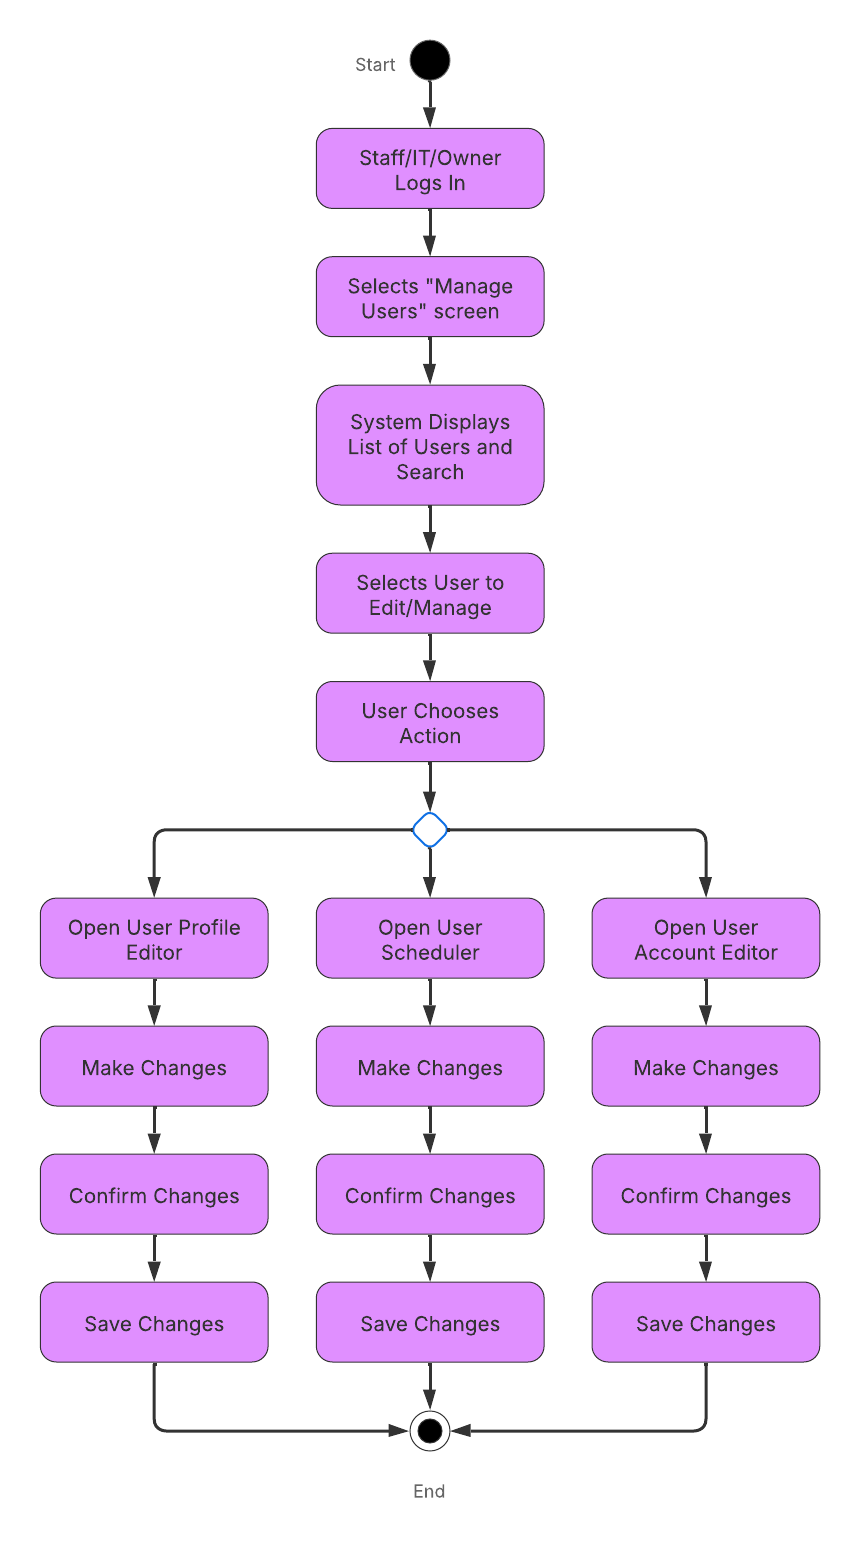 Start
Staff/IT/Owner
Logs In
Selects "Manage
Users" screen
System Displays
List of Users and
Search
Selects User to
Edit/Manage
User Chooses
Action
Open User Profile
Editor
Open User
Scheduler
Open User
Account Editor
Make Changes
Make Changes
Make Changes
Confirm Changes
Confirm Changes
Confirm Changes
Save Changes
Save Changes
Save Changes
End